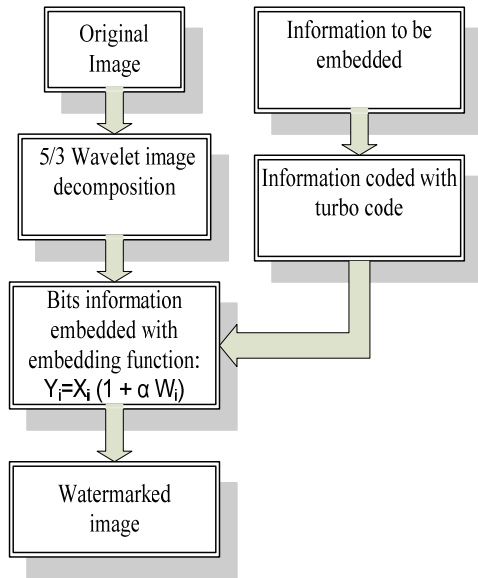 Original
Image
Information to be
embedded
5/3 Wavelet image
decomposition
Information coded with
turbo code
Bits information
embedded with
embedding function:
Yᵢ=Xᵢ (1 + α Wᵢ)
Watermarked
image